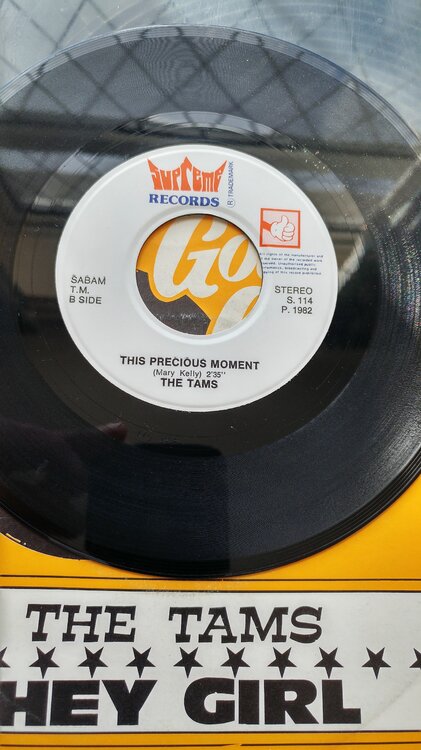 SUPREME
RECORDS
(R) TRADEMARK
SABAM
T.M.
B SIDE
STEREO
S. 114
P. 1982
Go
THIS PRECIOUS MOMENT
(Mary Kelly) 2'35''
THE TAMS
THE TAMS
HEY GIRL